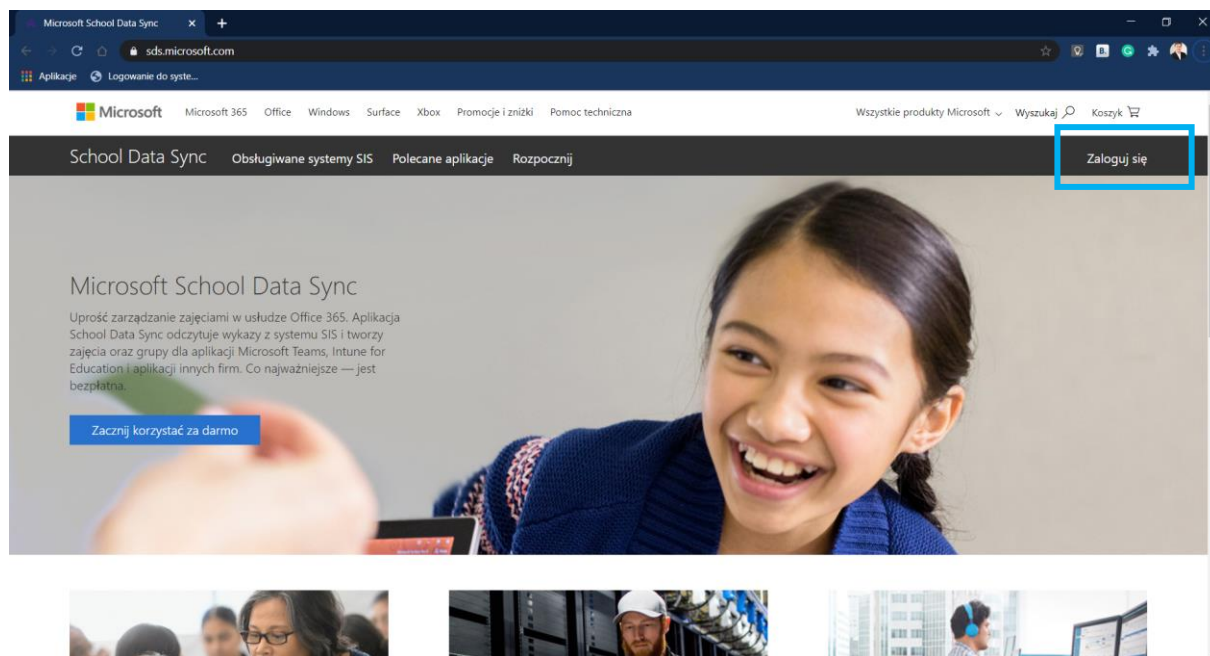 Microsoft School Data Sync
sds.microsoft.com
Aplikacje Logowanie do syste...
Microsoft Microsoft 365 Office Windows Surface Xbox Promocje i zniżki Pomoc techniczna Wszystkie produkty Microsoft Wyszukaj Koszyk
School Data Sync Obsługiwane systemy SIS Polecane aplikacje Rozpocznij Zaloguj się
Microsoft School Data Sync
Uprość zarządzanie zajęciami w usłudze Office 365. Aplikacja
School Data Sync odczytuje wykazy z systemu SIS i tworzy
zajęcia oraz grupy dla aplikacji Microsoft Teams, Intune for
Education i aplikacji innych firm. Co najważniejsze — jest
bezpłatna.
Zacznij korzystać za darmo